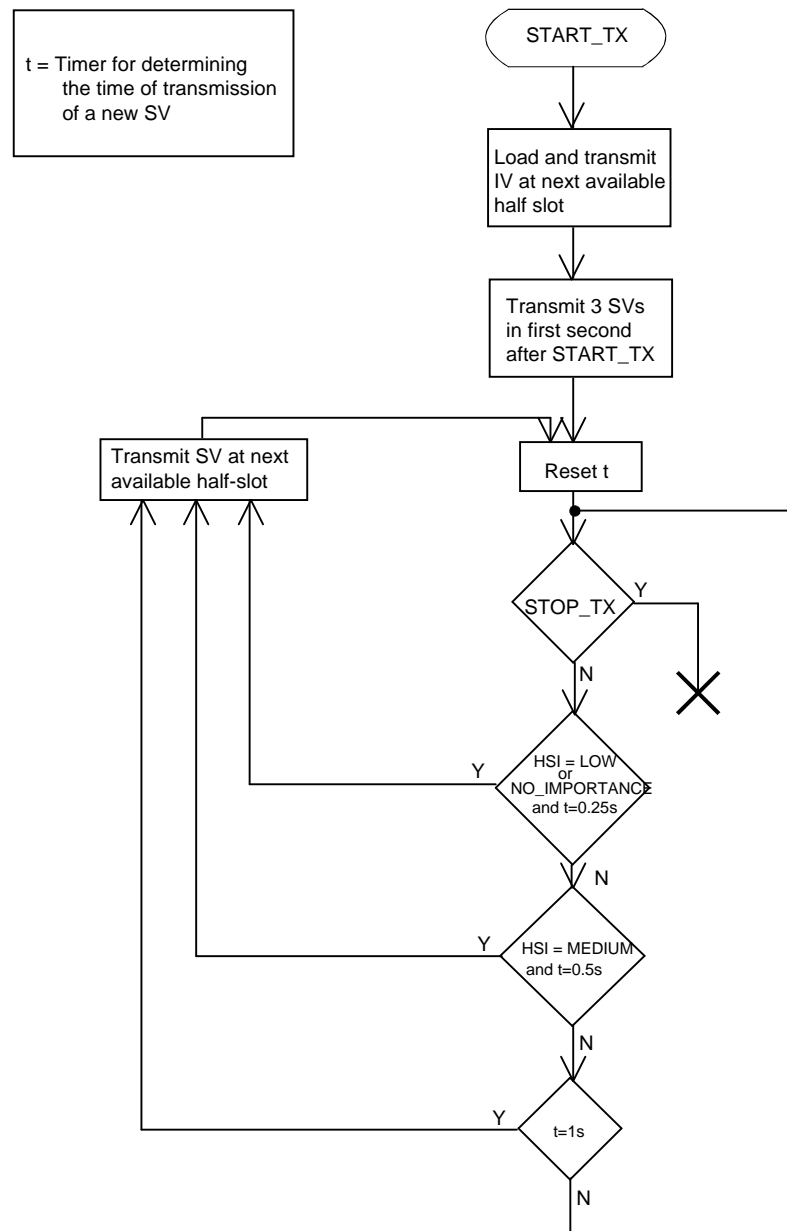 t = Timer for determining
the time of transmission
of a new SV
START_TX
Load and transmit
IV at next available
half slot
Transmit 3 SVs
in first second
after START_TX
Transmit SV at next
available half-slot
Reset t
STOP_TX
Y
N
HSI = LOW
or
NO_IMPORTANCE
and t=0.25s
Y
N
HSI = MEDIUM
and t=0.5s
Y
N
t=1s
Y
N